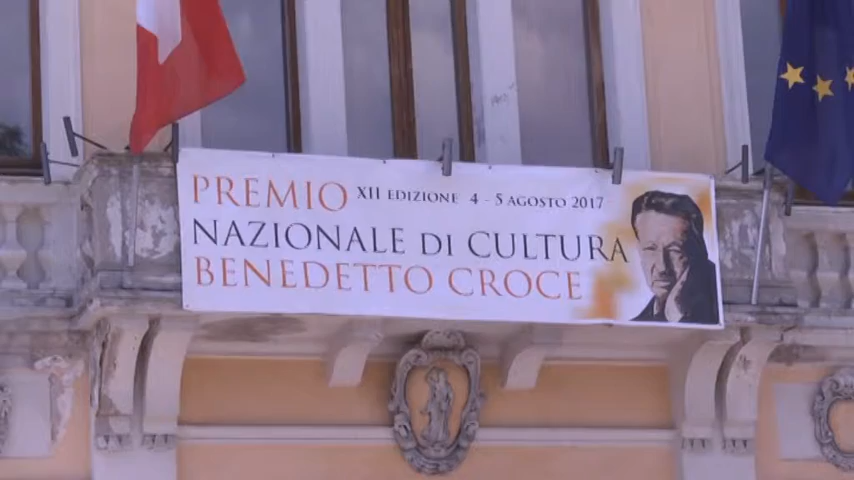 PREMIO XII EDIZIONE 4 - 5 AGOSTO 2017
NAZIONALE DI CULTURA
BENEDETTO CROCE